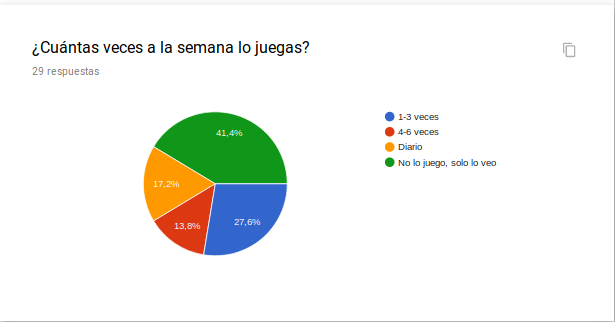 ¿Cuántas veces a la semana lo juegas?
29 respuestas
41,4%
17,2%
13,8%
27,6%
1-3 veces
4-6 veces
Diario
No lo juego, solo lo veo